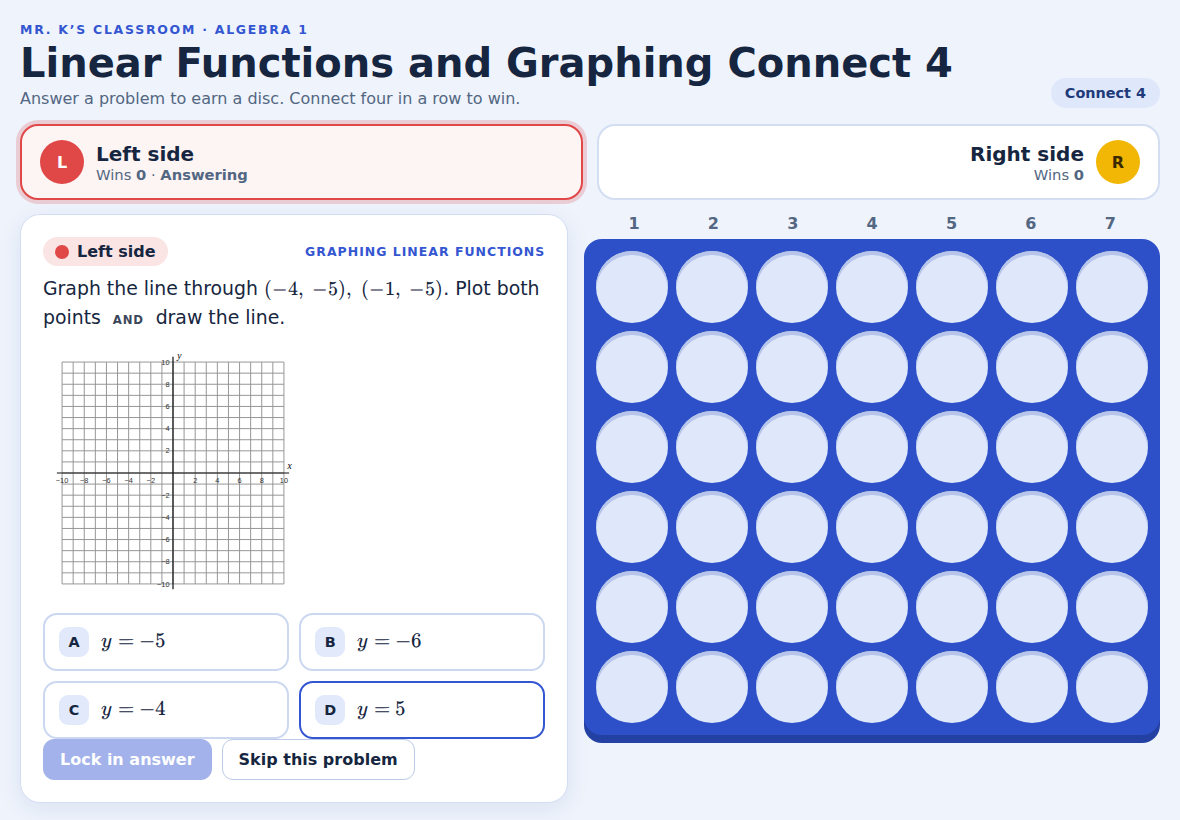 MR. K’S CLASSROOM · ALGEBRA 1
Linear Functions and Graphing Connect 4
Answer a problem to earn a disc. Connect four in a row to win.
Connect 4
L
Left side
Wins 0 · Answering
Right side
Wins 0
R
Left side
GRAPHING LINEAR FUNCTIONS
Graph the line through (−4, −5), (−1, −5). Plot both
points AND draw the line.
y
10
8
6
4
2
x
−10 −8 −6 −4 −2 2 4 6 8 10
−2
−4
−6
−8
−10
A y = −5
B y = −6
C y = −4
D y = 5
Lock in answer
Skip this problem
1 2 3 4 5 6 7